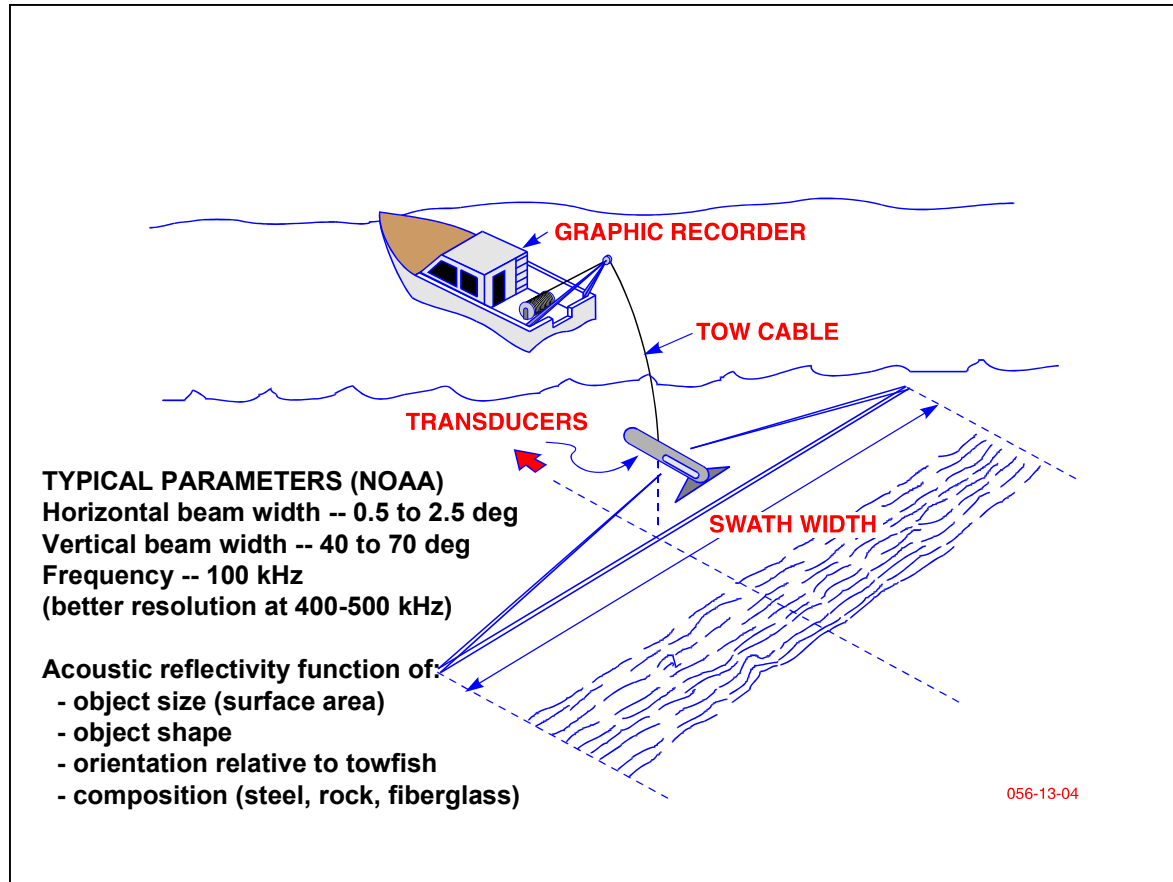 GRAPHIC RECORDER
TOW CABLE
TRANSDUCERS
SWATH WIDTH
TYPICAL PARAMETERS (NOAA)
Horizontal beam width -- 0.5 to 2.5 deg
Vertical beam width -- 40 to 70 deg
Frequency -- 100 kHz
(better resolution at 400-500 kHz)
Acoustic reflectivity function of:
- object size (surface area)
- object shape
- orientation relative to towfish
- composition (steel, rock, fiberglass)
056-13-04